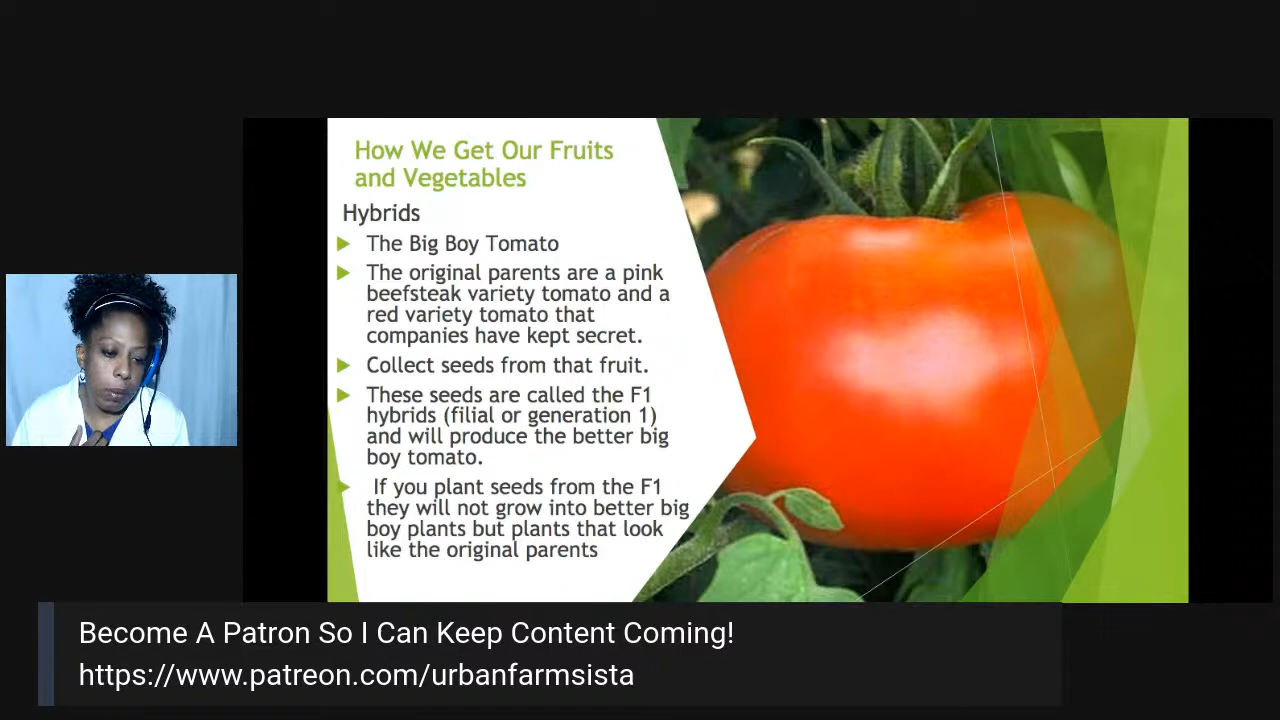 How We Get Our Fruits
and Vegetables
Hybrids
The Big Boy Tomato
The original parents are a pink
beefsteak variety tomato and a
red variety tomato that
companies have kept secret.
Collect seeds from that fruit.
These seeds are called the F1
hybrids (filial or generation 1)
and will produce the better big
boy tomato.
If you plant seeds from the F1
they will not grow into better big
boy plants but plants that look
like the original parents
Become A Patron So I Can Keep Content Coming!
https://www.patreon.com/urbanfarmsista